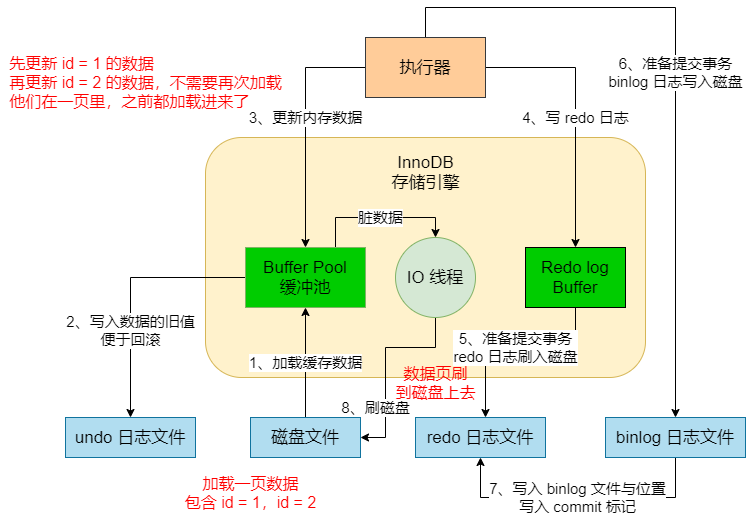 先更新 id = 1 的数据
再更新 id = 2 的数据，不需要再次加载
他们在一页里，之前都加载进来了
执行器
6、准备提交事务
binlog 日志写入磁盘
3、更新内存数据
4、写 redo 日志
InnoDB
存储引擎
脏数据
Buffer Pool
缓冲池
IO 线程
Redo log
Buffer
2、写入数据的旧值
便于回滚
1、加载缓存数据
5、准备提交事务
redo 日志刷入磁盘
数据页刷
到磁盘上去
8、刷磁盘
undo 日志文件
磁盘文件
redo 日志文件
binlog 日志文件
加载一页数据
包含 id = 1，id = 2
7、写入 binlog 文件与位置
写入 commit 标记